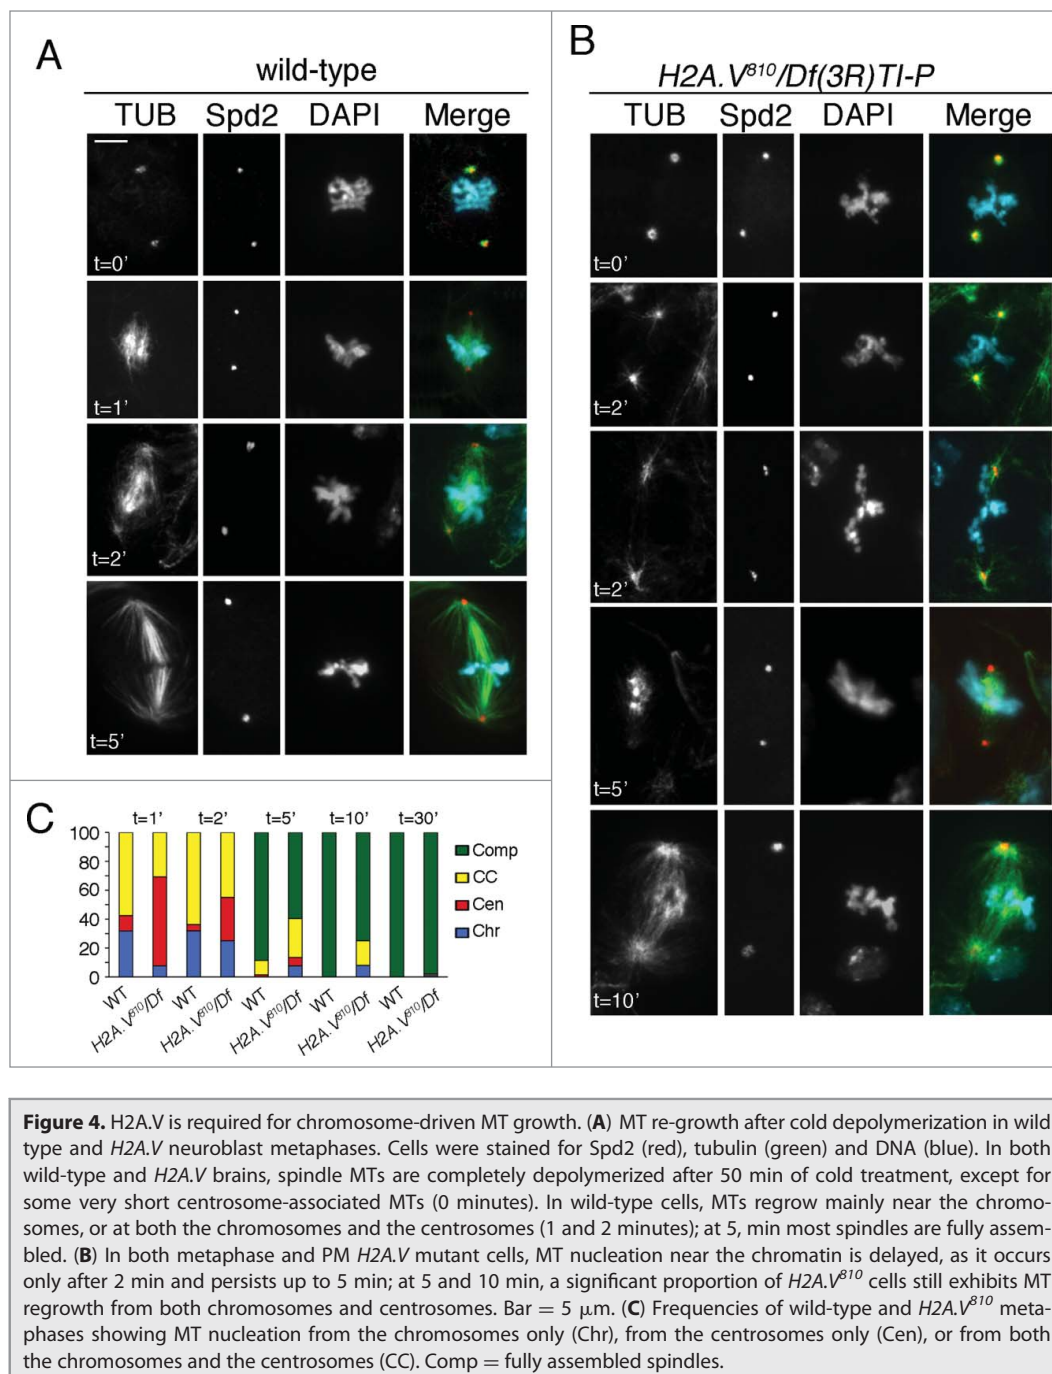 A
wild-type
TUB Spd2 DAPI Merge
t=0'
t=1'
t=2'
t=5'
B
H2A.V⁸¹⁰/Df(3R)TI-P
TUB Spd2 DAPI Merge
t=0'
t=2'
t=2'
t=5'
t=10'
C
t=1' t=2' t=5' t=10' t=30'
100
80
60
40
20
0
Comp
CC
Cen
Chr
WT H2A.V⁸¹⁰/Df WT H2A.V⁸¹⁰/Df WT H2A.V⁸¹⁰/Df WT H2A.V⁸¹⁰/Df WT H2A.V⁸¹⁰/Df
Figure 4. H2A.V is required for chromosome-driven MT growth. (A) MT re-growth after cold depolymerization in wild
type and H2A.V neuroblast metaphases. Cells were stained for Spd2 (red), tubulin (green) and DNA (blue). In both
wild-type and H2A.V brains, spindle MTs are completely depolymerized after 50 min of cold treatment, except for
some very short centrosome-associated MTs (0 minutes). In wild-type cells, MTs regrow mainly near the chromo-
somes, or at both the chromosomes and the centrosomes (1 and 2 minutes); at 5, min most spindles are fully assem-
bled. (B) In both metaphase and PM H2A.V mutant cells, MT nucleation near the chromatin is delayed, as it occurs
only after 2 min and persists up to 5 min; at 5 and 10 min, a significant proportion of H2A.V⁸¹⁰ cells still exhibits MT
regrowth from both chromosomes and centrosomes. Bar = 5 μm. (C) Frequencies of wild-type and H2A.V⁸¹⁰ meta-
phases showing MT nucleation from the chromosomes only (Chr), from the centrosomes only (Cen), or from both
the chromosomes and the centrosomes (CC). Comp = fully assembled spindles.